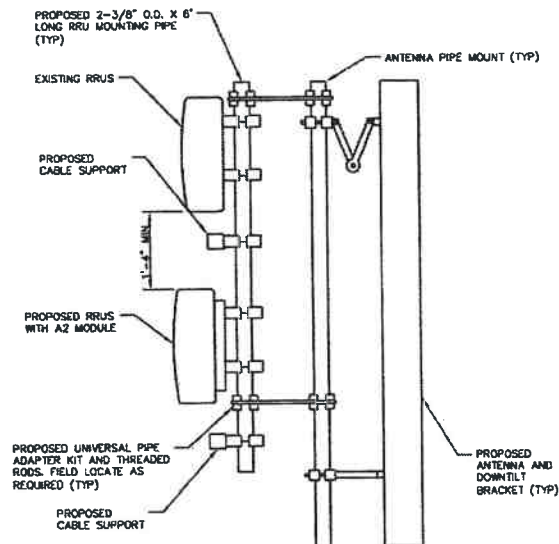 PROPOSED 2-3/8" O.D. X 6"
LONG RRU MOUNTING PIPE
(TYP)
ANTENNA PIPE MOUNT (TYP)
EXISTING RRUS
PROPOSED
CABLE SUPPORT
1'-4" MIN
PROPOSED RRUS
WITH A2 MODULE
PROPOSED UNIVERSAL PIPE
ADAPTER KIT AND THREADED
RODS. FIELD LOCATE AS
REQUIRED (TYP)
PROPOSED
ANTENNA AND
DOWNTILT
BRACKET (TYP)
PROPOSED
CABLE SUPPORT